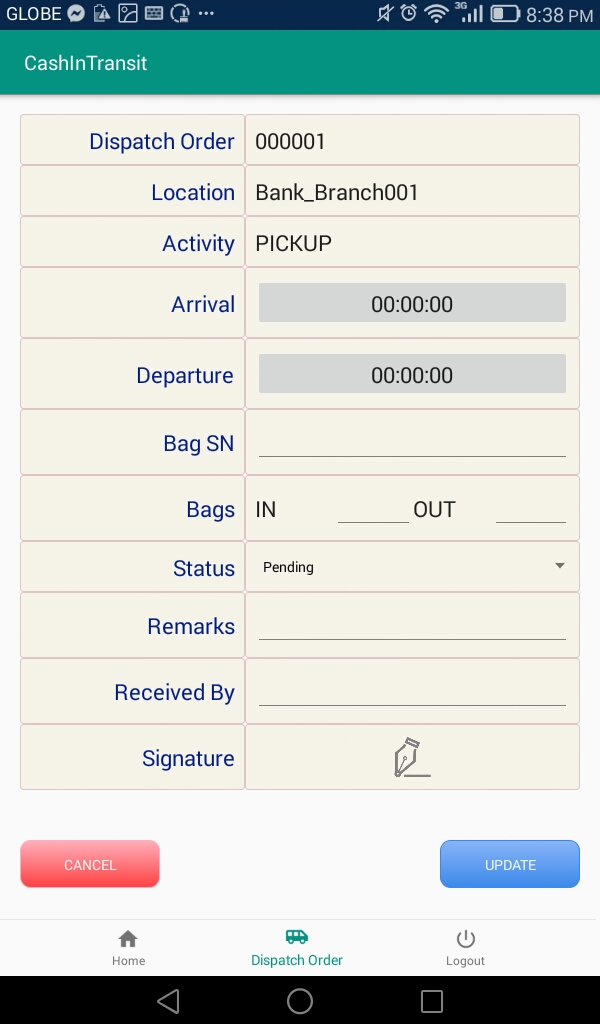 GLOBE 3G 8:38 PM
CashInTransit
Dispatch Order 000001
Location Bank_Branch001
Activity PICKUP
Arrival 00:00:00
Departure 00:00:00
Bag SN
Bags IN OUT
Status Pending
Remarks
Received By
Signature
CANCEL UPDATE
Home Dispatch Order Logout